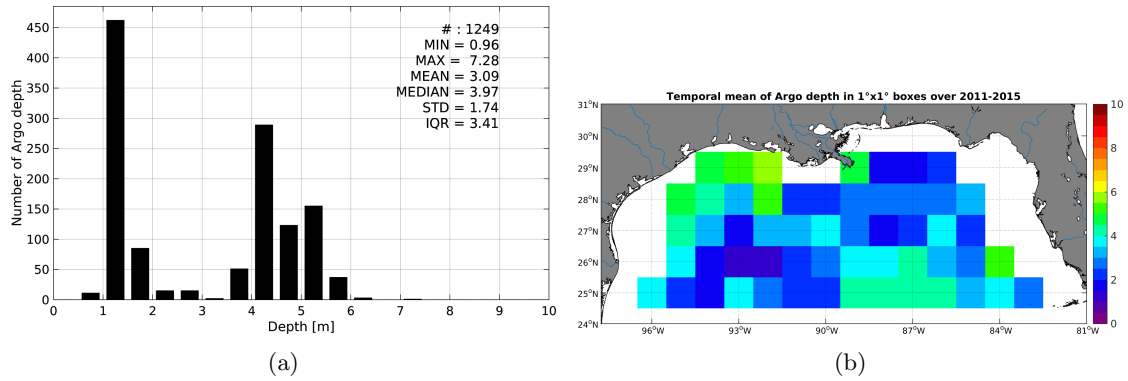 450
400
350
300
250
200
150
100
50
0
Number of Argo depth
# : 1249
MIN = 0.96
MAX = 7.28
MEAN = 3.09
MEDIAN = 3.97
STD = 1.74
IQR = 3.41
0 1 2 3 4 5 6 7 8 9 10
Depth [m]
(a)
Temporal mean of Argo depth in 1°x1° boxes over 2011-2015
31°N
30°N
29°N
28°N
27°N
26°N
25°N
24°N
96°W 93°W 90°W 87°W 84°W 81°W
10
8
6
4
2
0
(b)